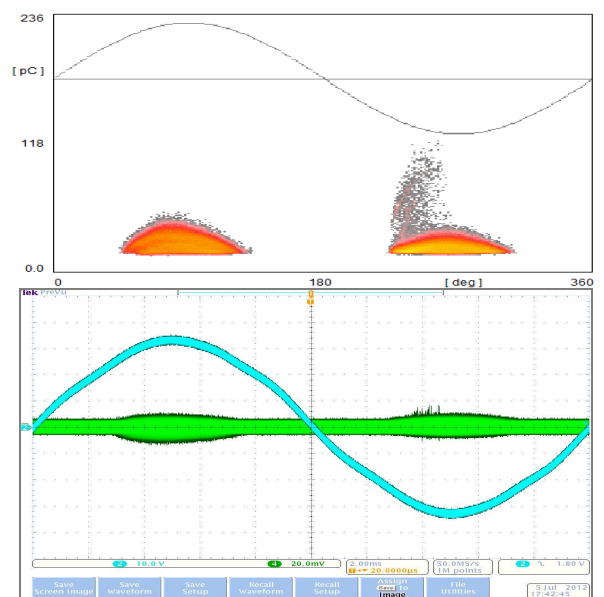 236
[ pC ]
118
0.0
0 180 [ deg ] 360
Tek PreVu
2 10.0 V 4 20.0mV 2.00ms 50.0MS/s 2 1.80 V
20.0000µs 1M points
Save Screen Image
Save Waveform
Save Setup
Recall Waveform
Recall Setup
Assign Save to Image
File Utilities
5 Jul 2012
17:42:45